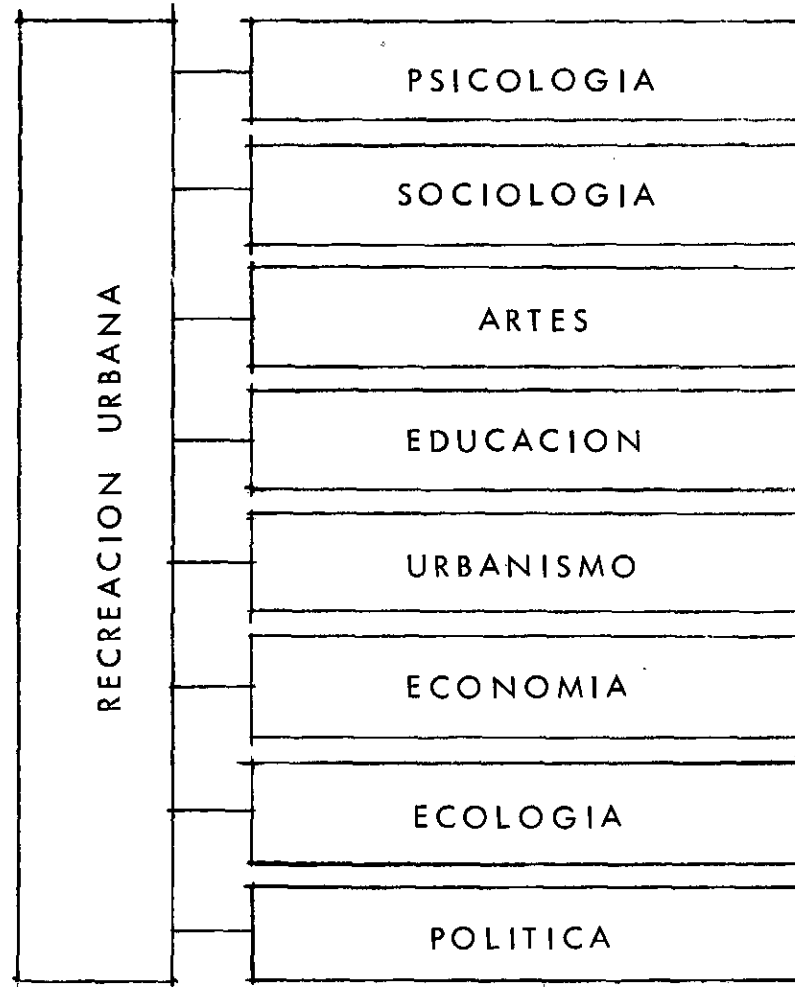 RECREACION URBANA
PSICOLOGIA
SOCIOLOGIA
ARTES
EDUCACION
URBANISMO
ECONOMIA
ECOLOGIA
POLITICA